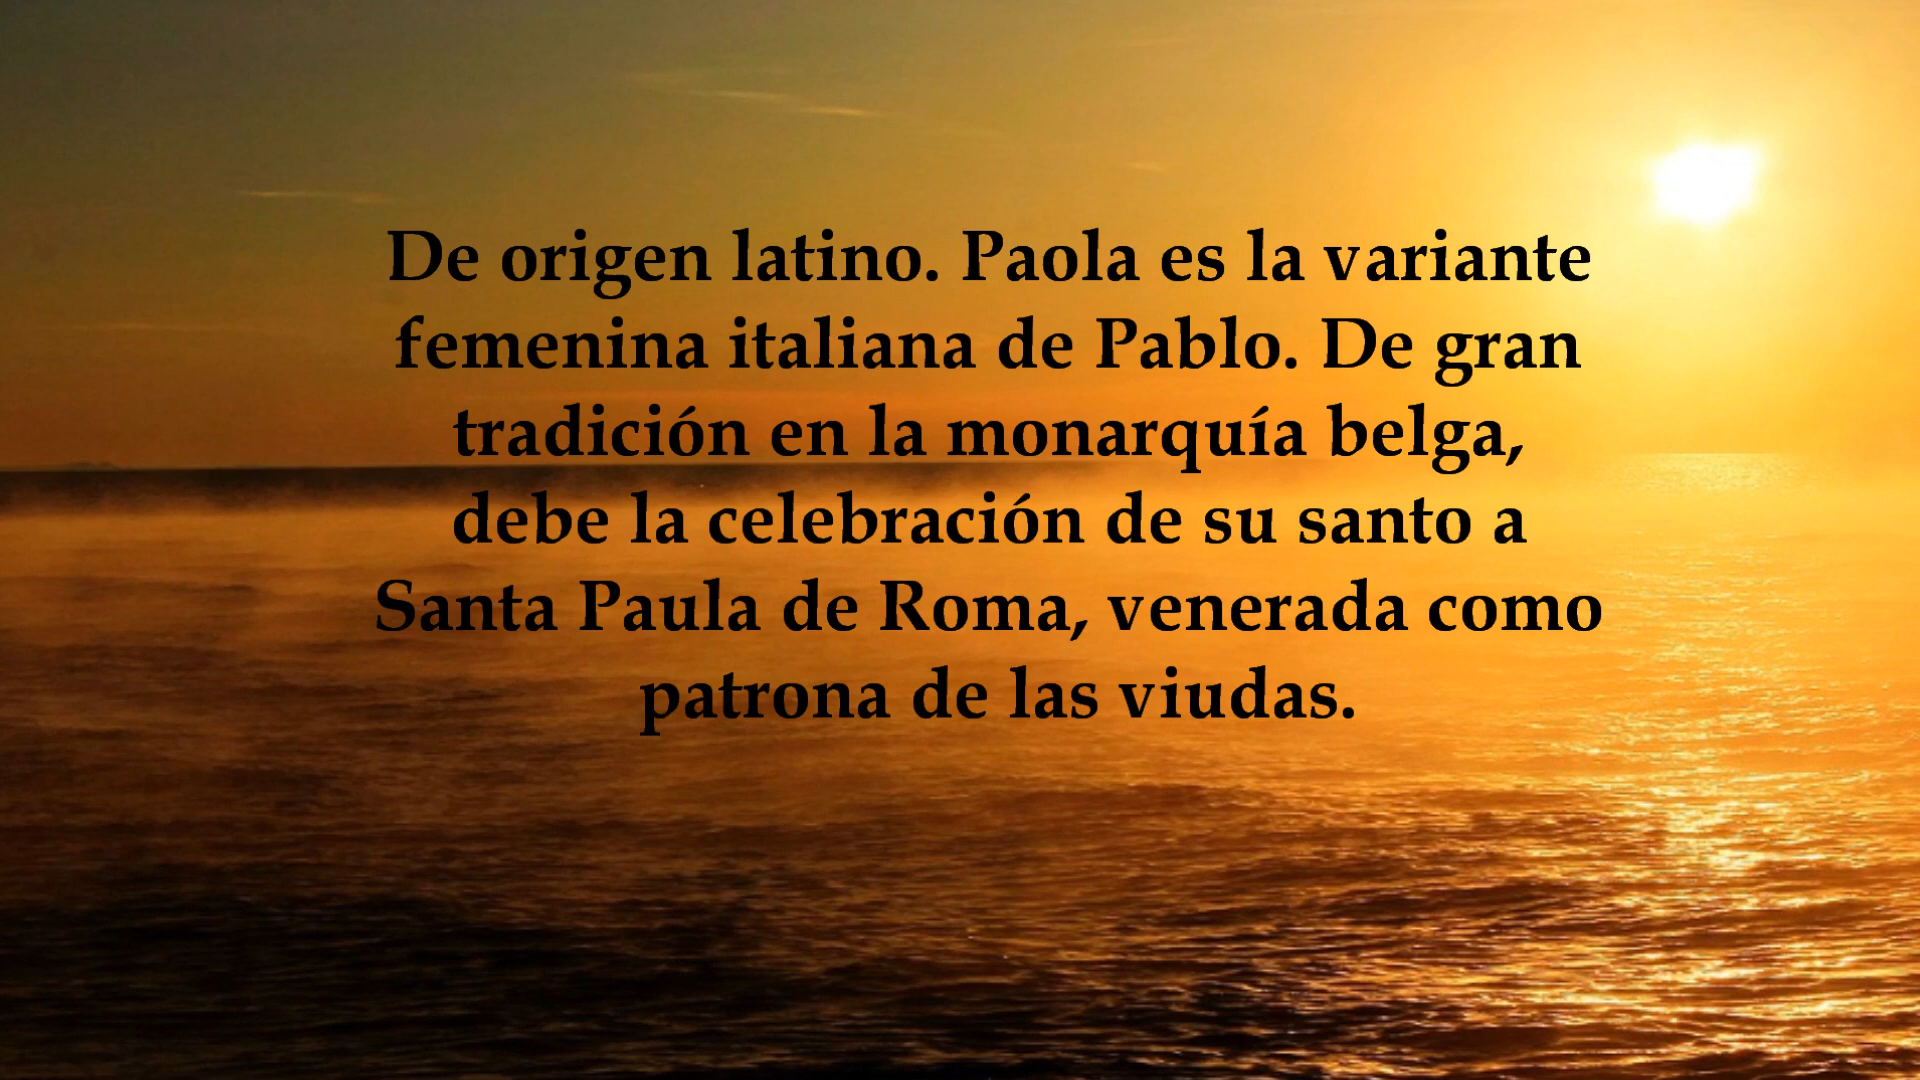 De origen latino. Paola es la variante
femenina italiana de Pablo. De gran
tradición en la monarquía belga,
debe la celebración de su santo a
Santa Paula de Roma, venerada como
patrona de las viudas.